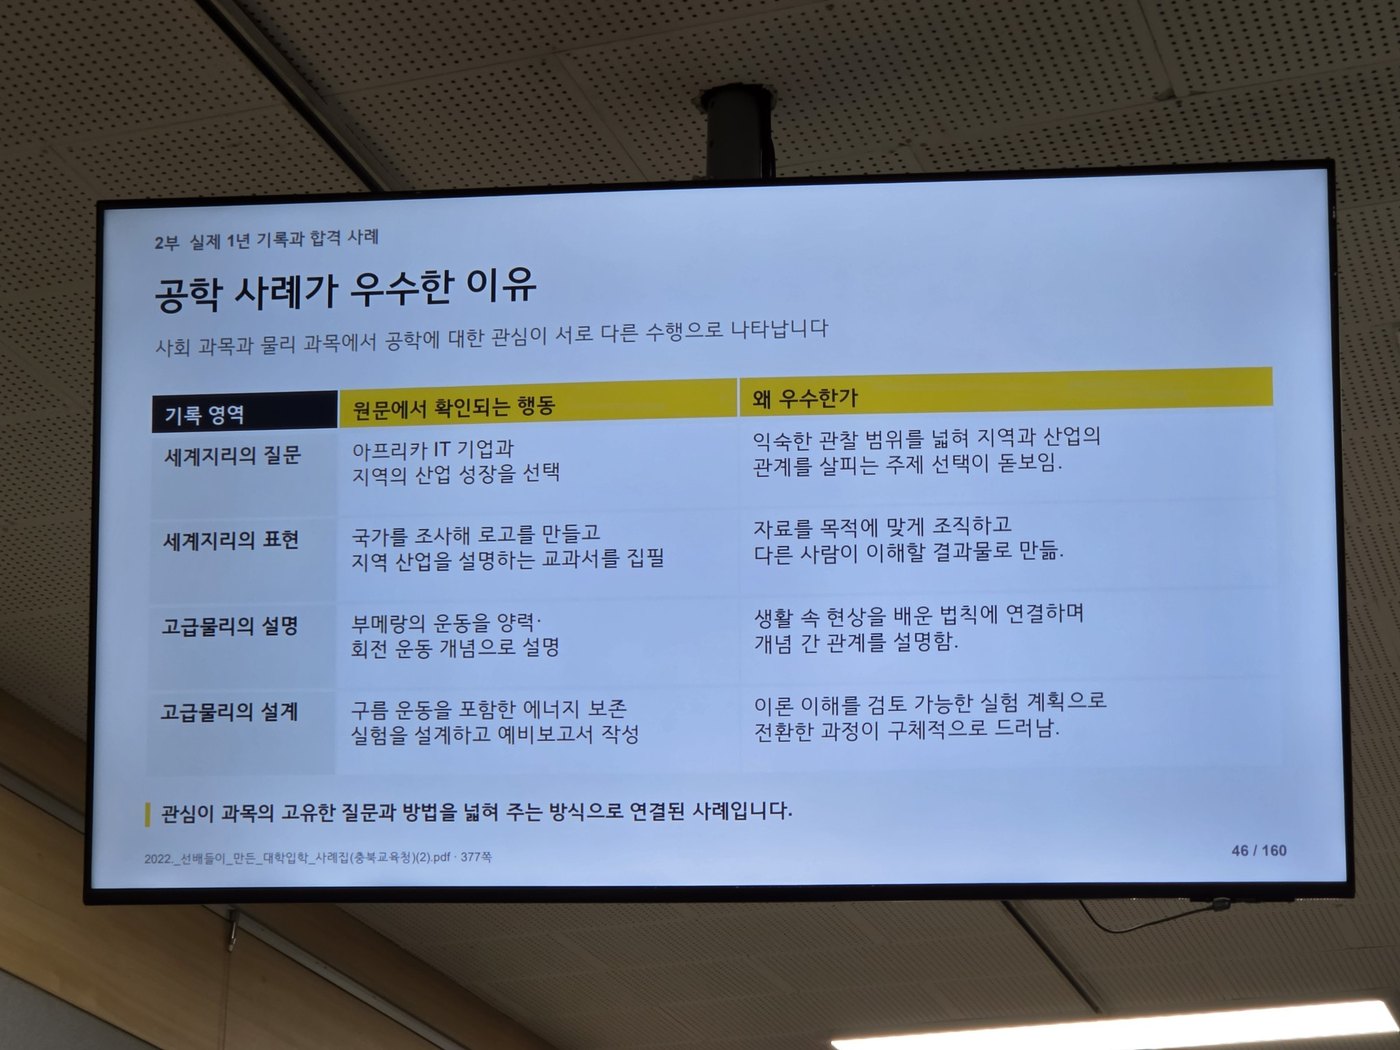 2부 실제 1년 기록과 합격 사례
공학 사례가 우수한 이유
사회 과목과 물리 과목에서 공학에 대한 관심이 서로 다른 수행으로 나타납니다
기록 영역
원문에서 확인되는 행동
왜 우수한가
세계지리의 질문
아프리카 IT 기업과
지역의 산업 성장을 선택
익숙한 관찰 범위를 넓혀 지역과 산업의
관계를 살피는 주제 선택이 돋보임.
세계지리의 표현
국가를 조사해 로고를 만들고
지역 산업을 설명하는 교과서를 집필
자료를 목적에 맞게 조직하고
다른 사람이 이해할 결과물로 만듦.
고급물리의 설명
부메랑의 운동을 양력·
회전 운동 개념으로 설명
생활 속 현상을 배운 법칙에 연결하며
개념 간 관계를 설명함.
고급물리의 설계
구름 운동을 포함한 에너지 보존
실험을 설계하고 예비보고서 작성
이론 이해를 검토 가능한 실험 계획으로
전환한 과정이 구체적으로 드러남.
관심이 과목의 고유한 질문과 방법을 넓혀 주는 방식으로 연결된 사례입니다.
2022._선배들이_만든_대학입학_사례집(충북교육청)(2).pdf · 377쪽
46 / 160